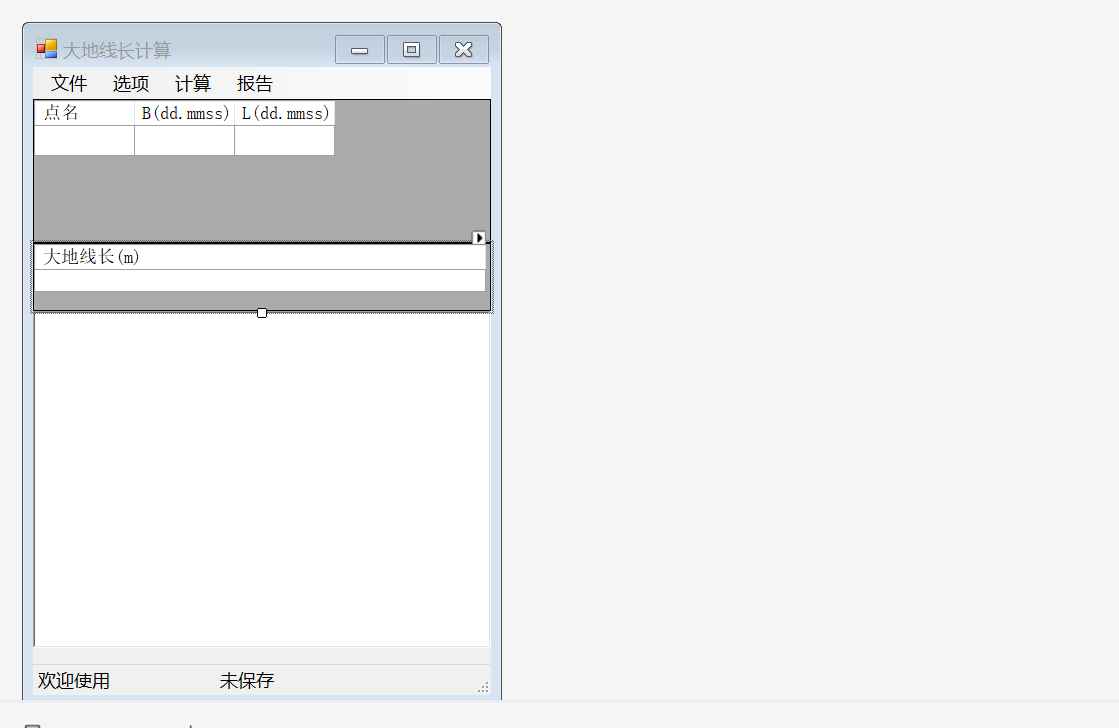 大地线长计算
文件 选项 计算 报告
点名 B(dd.mmss) L(dd.mmss)
大地线长(m)
欢迎使用 未保存